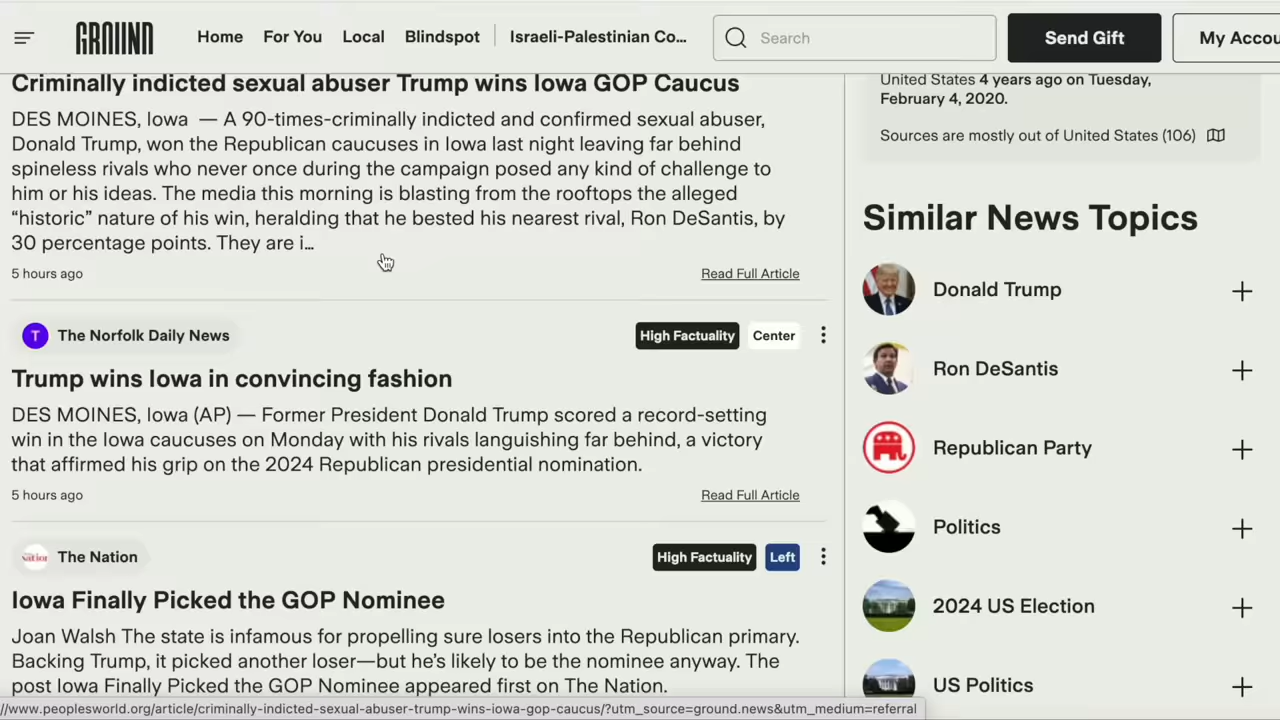 GROUND
Home
For You
Local
Blindspot
Israeli-Palestinian Co...
Search
Send Gift
My Accou
Criminally indicted sexual abuser Trump wins Iowa GOP Caucus
DES MOINES, Iowa — A 90-times-criminally indicted and confirmed sexual abuser,
Donald Trump, won the Republican caucuses in Iowa last night leaving far behind
spineless rivals who never once during the campaign posed any kind of challenge to
him or his ideas. The media this morning is blasting from the rooftops the alleged
“historic” nature of his win, heralding that he bested his nearest rival, Ron DeSantis, by
30 percentage points. They are i...
5 hours ago
Read Full Article
T
The Norfolk Daily News
High Factuality
Center
Trump wins Iowa in convincing fashion
DES MOINES, Iowa (AP) — Former President Donald Trump scored a record-setting
win in the Iowa caucuses on Monday with his rivals languishing far behind, a victory
that affirmed his grip on the 2024 Republican presidential nomination.
5 hours ago
Read Full Article
The Nation
High Factuality
Left
Iowa Finally Picked the GOP Nominee
Joan Walsh The state is infamous for propelling sure losers into the Republican primary.
Backing Trump, it picked another loser—but he’s likely to be the nominee anyway. The
post Iowa Finally Picked the GOP Nominee appeared first on The Nation.
//www.peoplesworld.org/article/criminally-indicted-sexual-abuser-trump-wins-iowa-gop-caucus/?utm_source=ground.news&utm_medium=referral
United States 4 years ago on Tuesday,
February 4, 2020.
Sources are mostly out of United States (106)
Similar News Topics
Donald Trump
Ron DeSantis
Republican Party
Politics
2024 US Election
US Politics